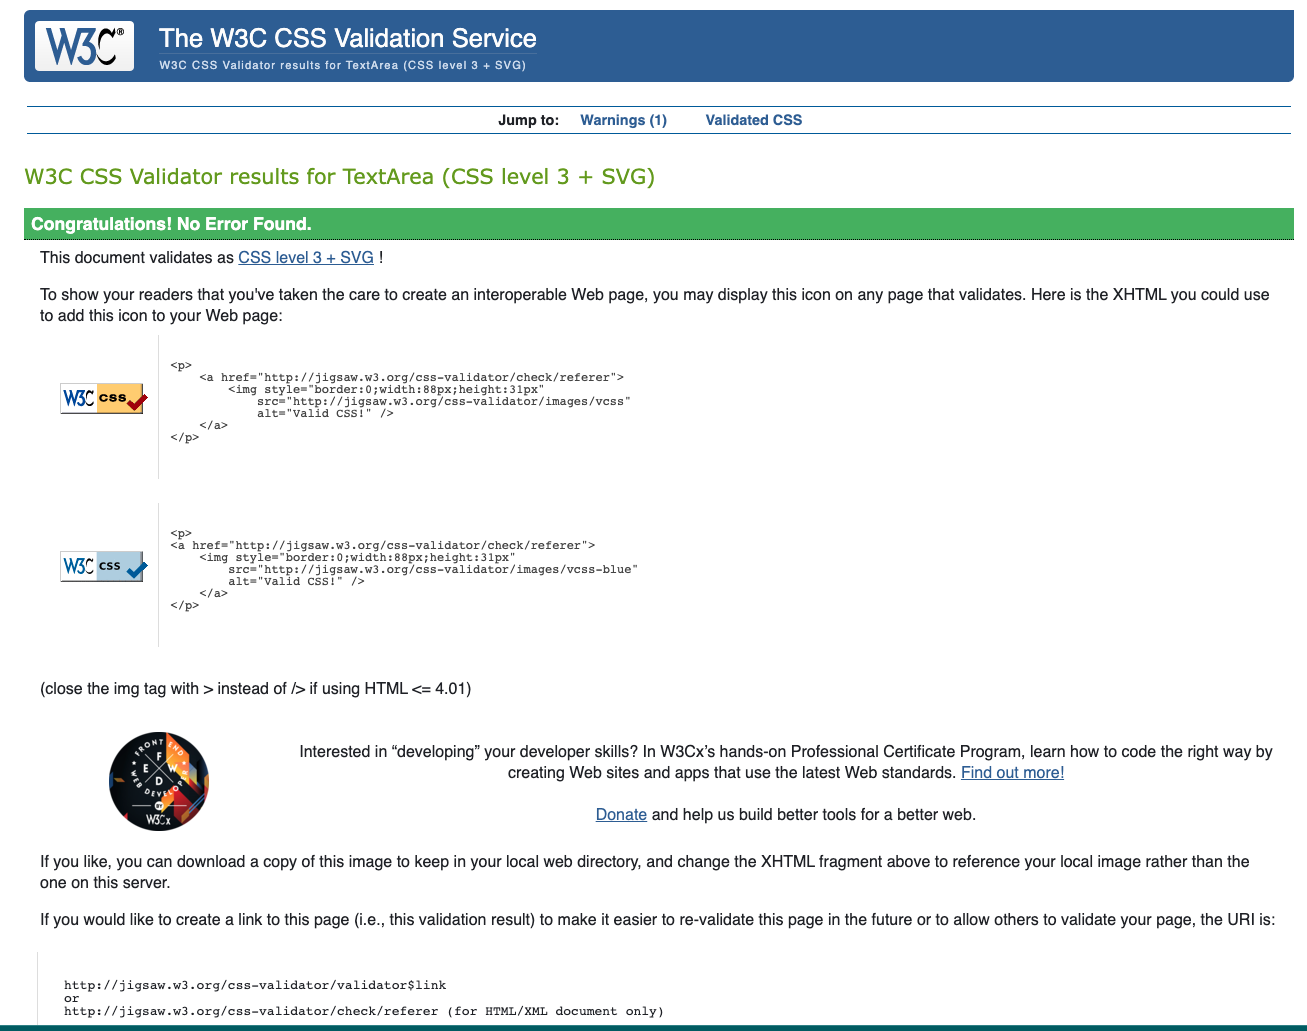 W3C®
The W3C CSS Validation Service
W3C CSS Validator results for TextArea (CSS level 3 + SVG)
Jump to: Warnings (1) Validated CSS
W3C CSS Validator results for TextArea (CSS level 3 + SVG)
Congratulations! No Error Found.
This document validates as CSS level 3 + SVG !
To show your readers that you've taken the care to create an interoperable Web page, you may display this icon on any page that validates. Here is the XHTML you could use
to add this icon to your Web page:
W3C css
<p>
    <a href="http://jigsaw.w3.org/css-validator/check/referer">
        <img style="border:0;width:88px;height:31px"
            src="http://jigsaw.w3.org/css-validator/images/vcss"
            alt="Valid CSS!" />
    </a>
</p>
W3C css
<p>
<a href="http://jigsaw.w3.org/css-validator/check/referer">
    <img style="border:0;width:88px;height:31px"
        src="http://jigsaw.w3.org/css-validator/images/vcss-blue"
        alt="Valid CSS!" />
    </a>
</p>
(close the img tag with > instead of /> if using HTML <= 4.01)
FRONT END
F
E W
D
WEB DEVELOPER
BY
W3Cx
Interested in “developing” your developer skills? In W3Cx’s hands-on Professional Certificate Program, learn how to code the right way by
creating Web sites and apps that use the latest Web standards. Find out more!
Donate and help us build better tools for a better web.
If you like, you can download a copy of this image to keep in your local web directory, and change the XHTML fragment above to reference your local image rather than the
one on this server.
If you would like to create a link to this page (i.e., this validation result) to make it easier to re-validate this page in the future or to allow others to validate your page, the URI is:
http://jigsaw.w3.org/css-validator/validator$link
or
http://jigsaw.w3.org/css-validator/check/referer (for HTML/XML document only)